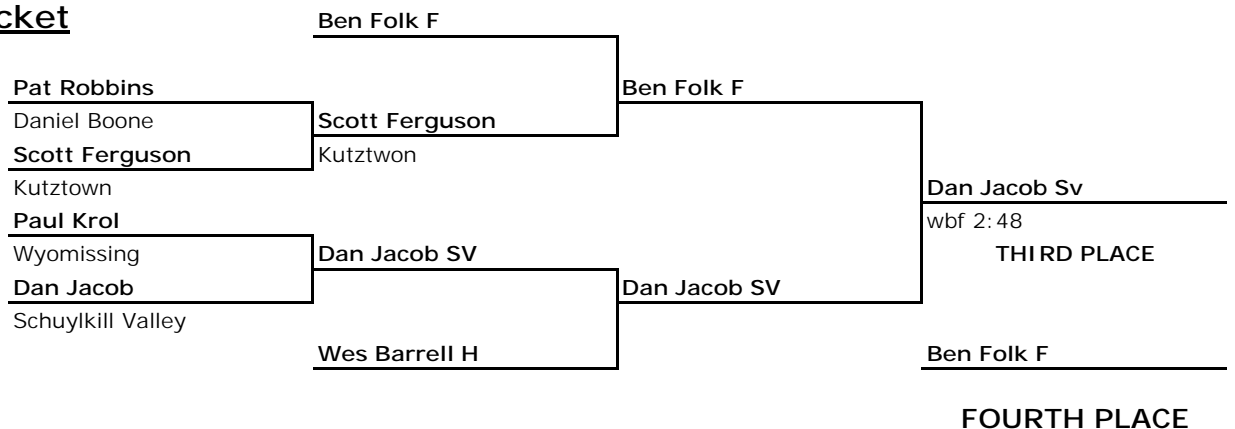 cket
Ben Folk F
Pat Robbins
Ben Folk F
Daniel Boone
Scott Ferguson
Scott Ferguson
Kutztwon
Kutztown
Dan Jacob Sv
Paul Krol
wbf 2:48
Wyomissing
Dan Jacob SV
THIRD PLACE
Dan Jacob
Dan Jacob SV
Schuylkill Valley
Wes Barrell H
Ben Folk F
FOURTH PLACE